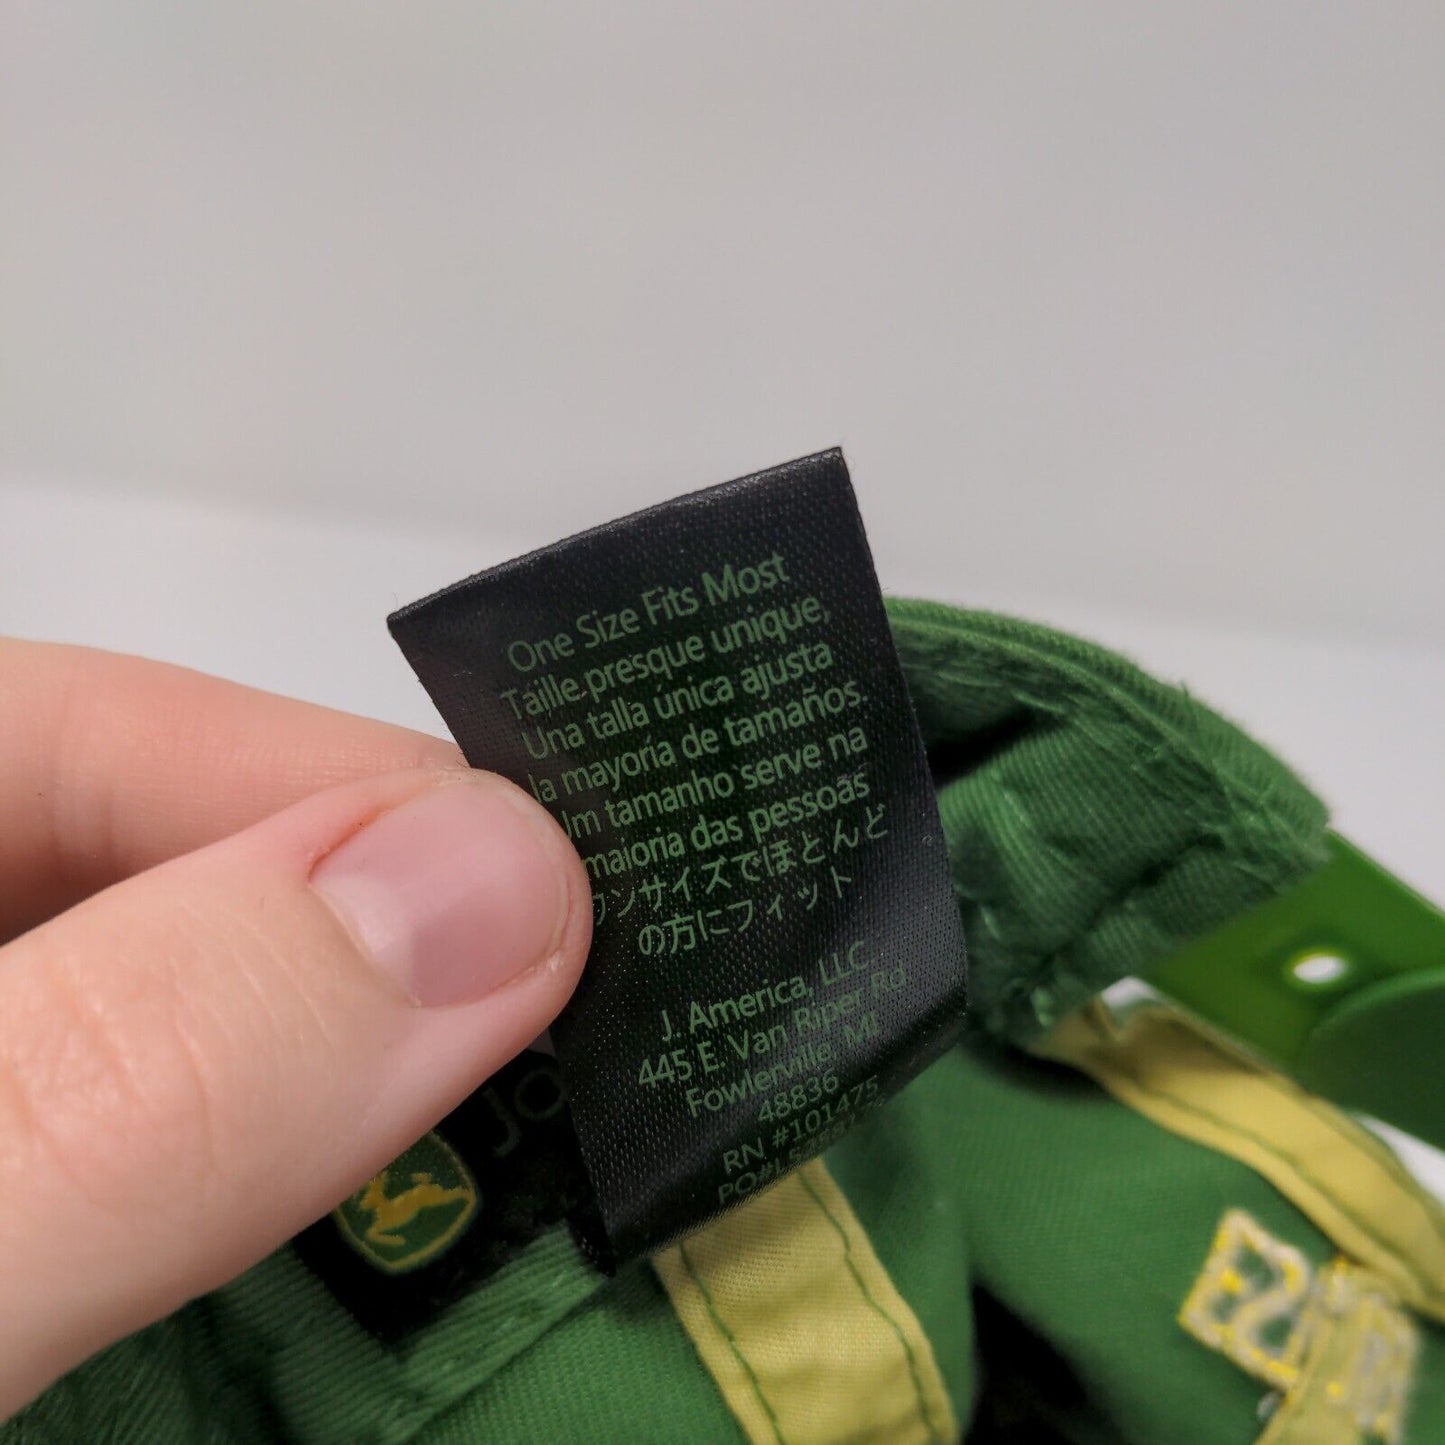 One Size Fits Most
Taille presque unique,
Una talla única ajusta
la mayoria de tamaños.
Um tamanho serve na
maioria das pessoas
ワンサイズでほとんど
の方にフィット
J. America, LLC
445 E. Van Riper Rd
Fowlerville, MI
48836
RN #101475
Jo